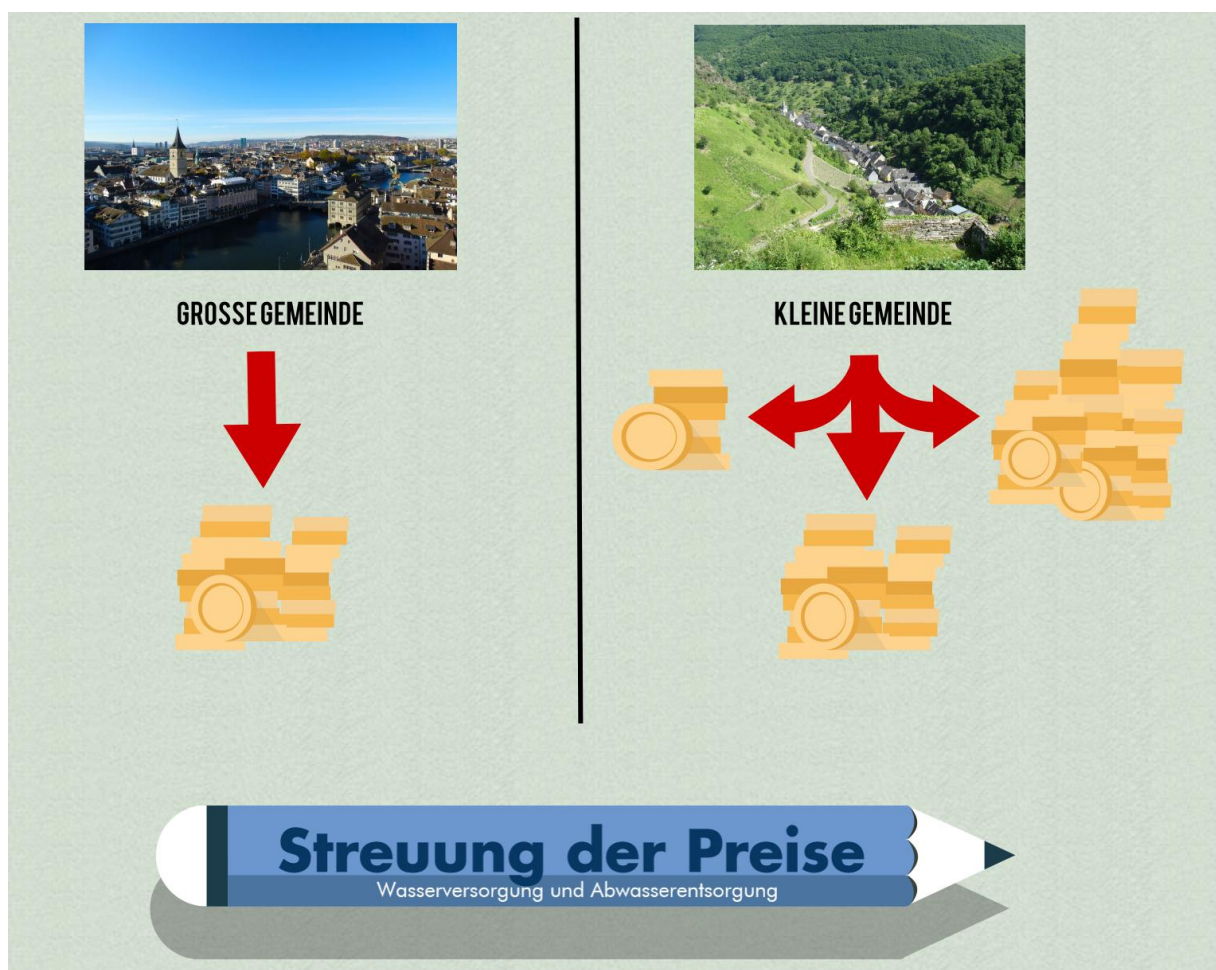 GROSSE GEMEINDE
KLEINE GEMEINDE
Streuung der Preise
Wasserversorgung und Abwasserentsorgung